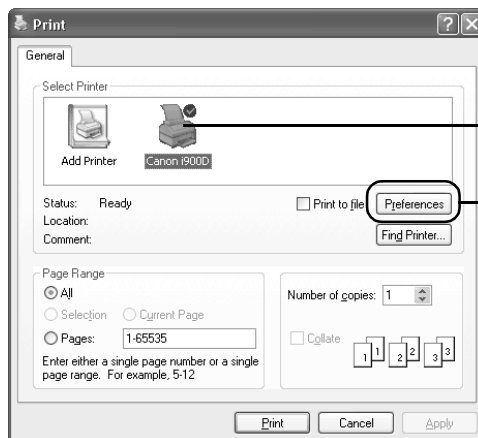 Print
General
Select Printer
Add Printer
Canon i900D
Status: Ready
Location:
Comment:
Print to file
Preferences
Find Printer...
Page Range
All
Selection
Current Page
Pages: 1-65535
Enter either a single page number or a single
page range. For example, 5-12
Number of copies: 1
Collate
1 1 2 2 3 3
Print
Cancel
Apply